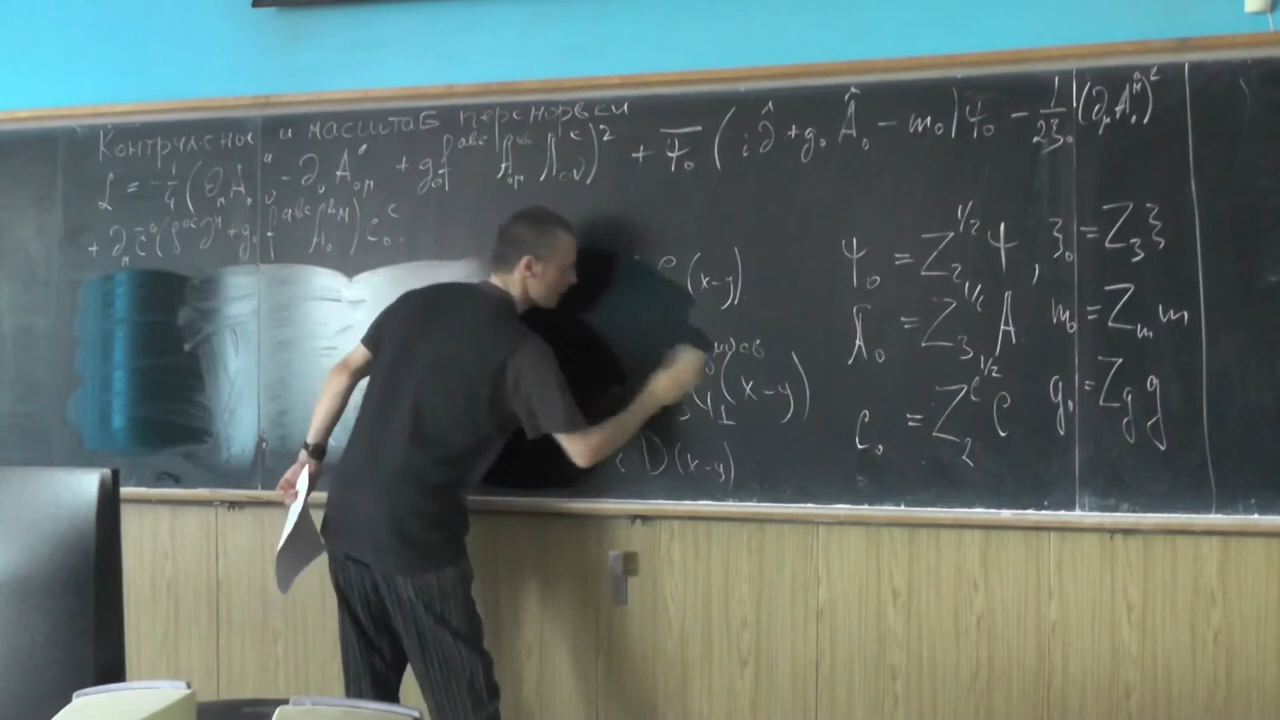 Контрчлены и масштаб перенормировки
L = -1/4 (∂_μ A_0ν^a - ∂_ν A_0μ^a + g_0 f^{abc} A_0μ^b A_0ν^c)^2 + ψ̄_0 (i∂̂ + g_0 Â_0 - m_0) ψ_0 - 1/2ξ_0 (∂_μ A_0^μ)^2
+ ∂_μ c̄^a (δ^{ac} ∂^μ + g_0 f^{abc} A_0^{bμ}) c_0^c.
(x-y)
ψ_0 = Z_2^{1/2} ψ, ξ_0 = Z_3 ξ
A_0 = Z_3^{1/2} A m_0 = Z_m m
(x-y)
c_0 = Z_2^{c 1/2} c g_0 = Z_g g
D(x-y)